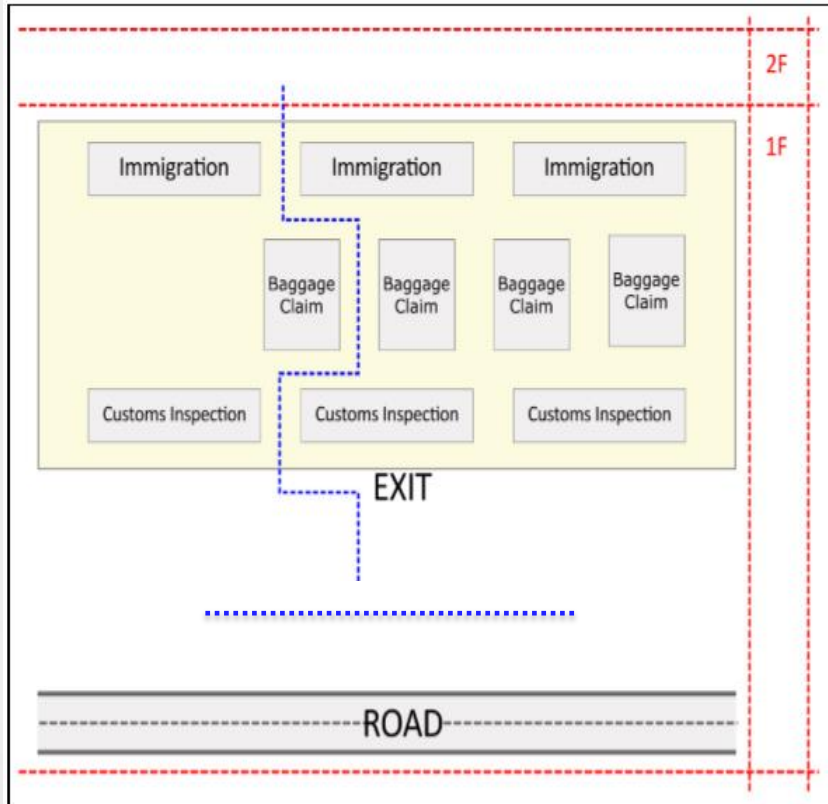 2F
1F
Immigration
Immigration
Immigration
Baggage
Claim
Baggage
Claim
Baggage
Claim
Baggage
Claim
Customs Inspection
Customs Inspection
Customs Inspection
EXIT
ROAD